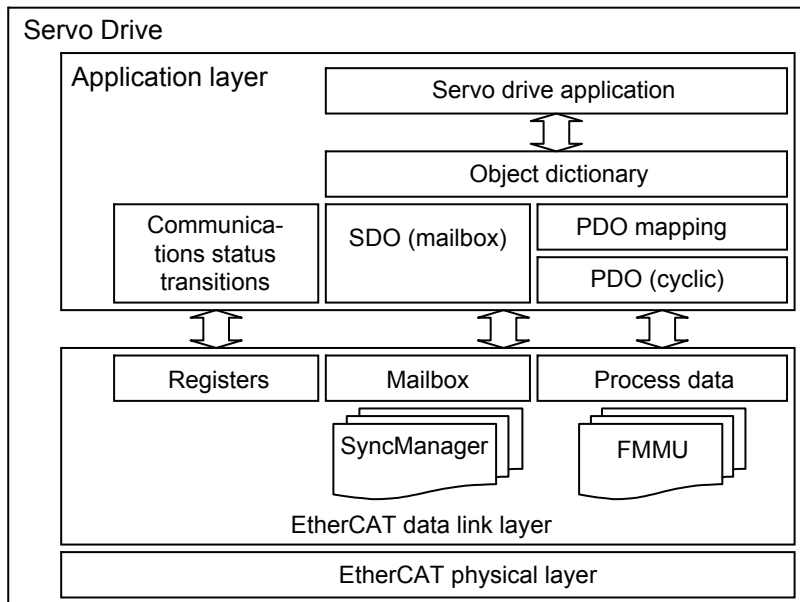 Servo Drive
Application layer
Servo drive application
Object dictionary
Communica-
tions status
transitions
SDO (mailbox)
PDO mapping
PDO (cyclic)
Registers
Mailbox
Process data
SyncManager
FMMU
EtherCAT data link layer
EtherCAT physical layer